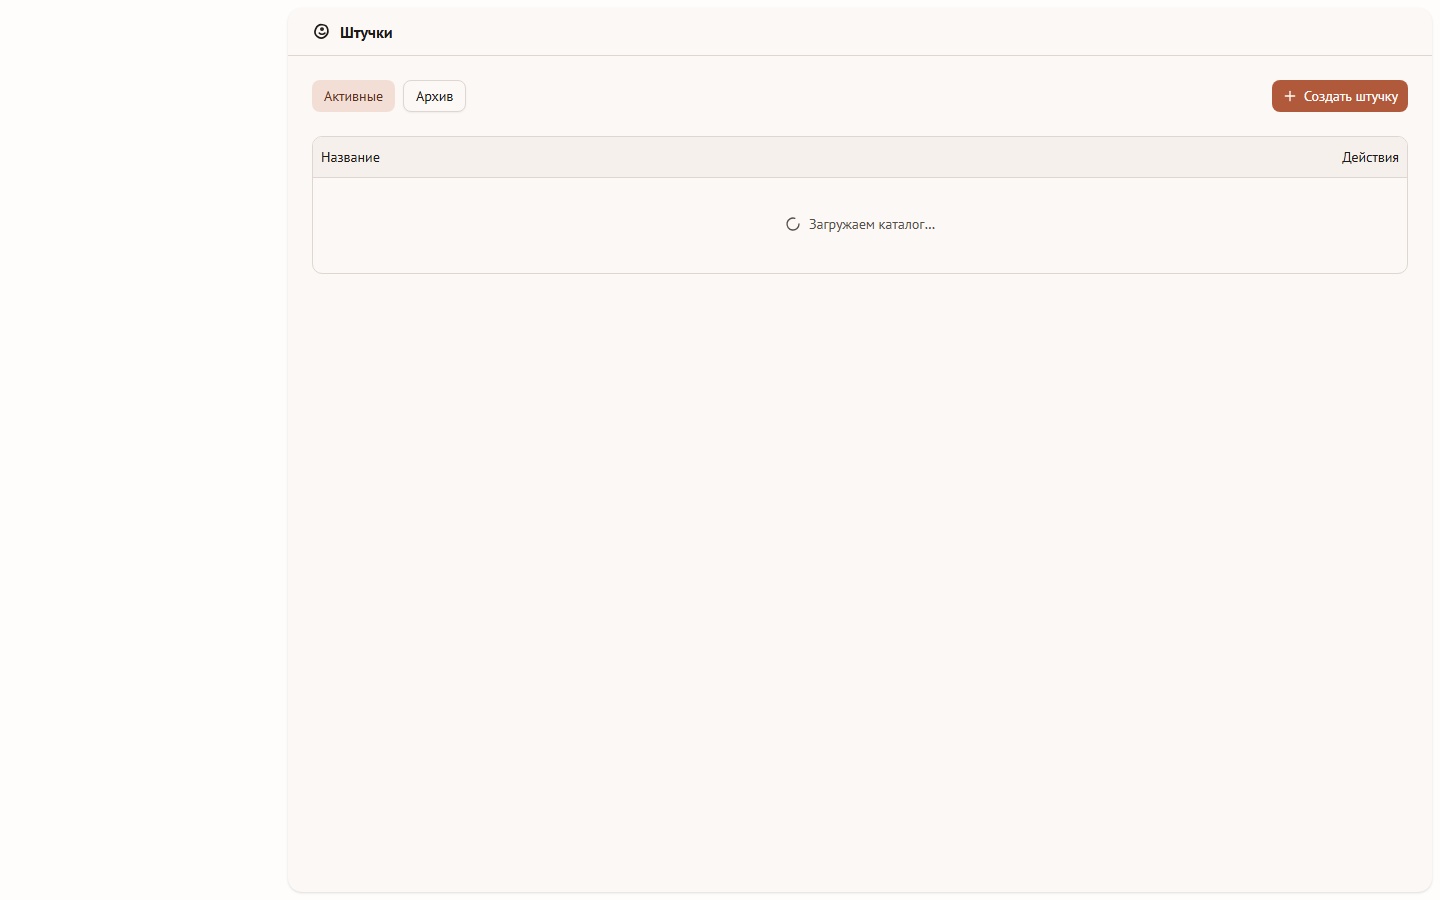 Штучки
Активные
Архив
Создать штучку
Название
Действия
Загружаем каталог...